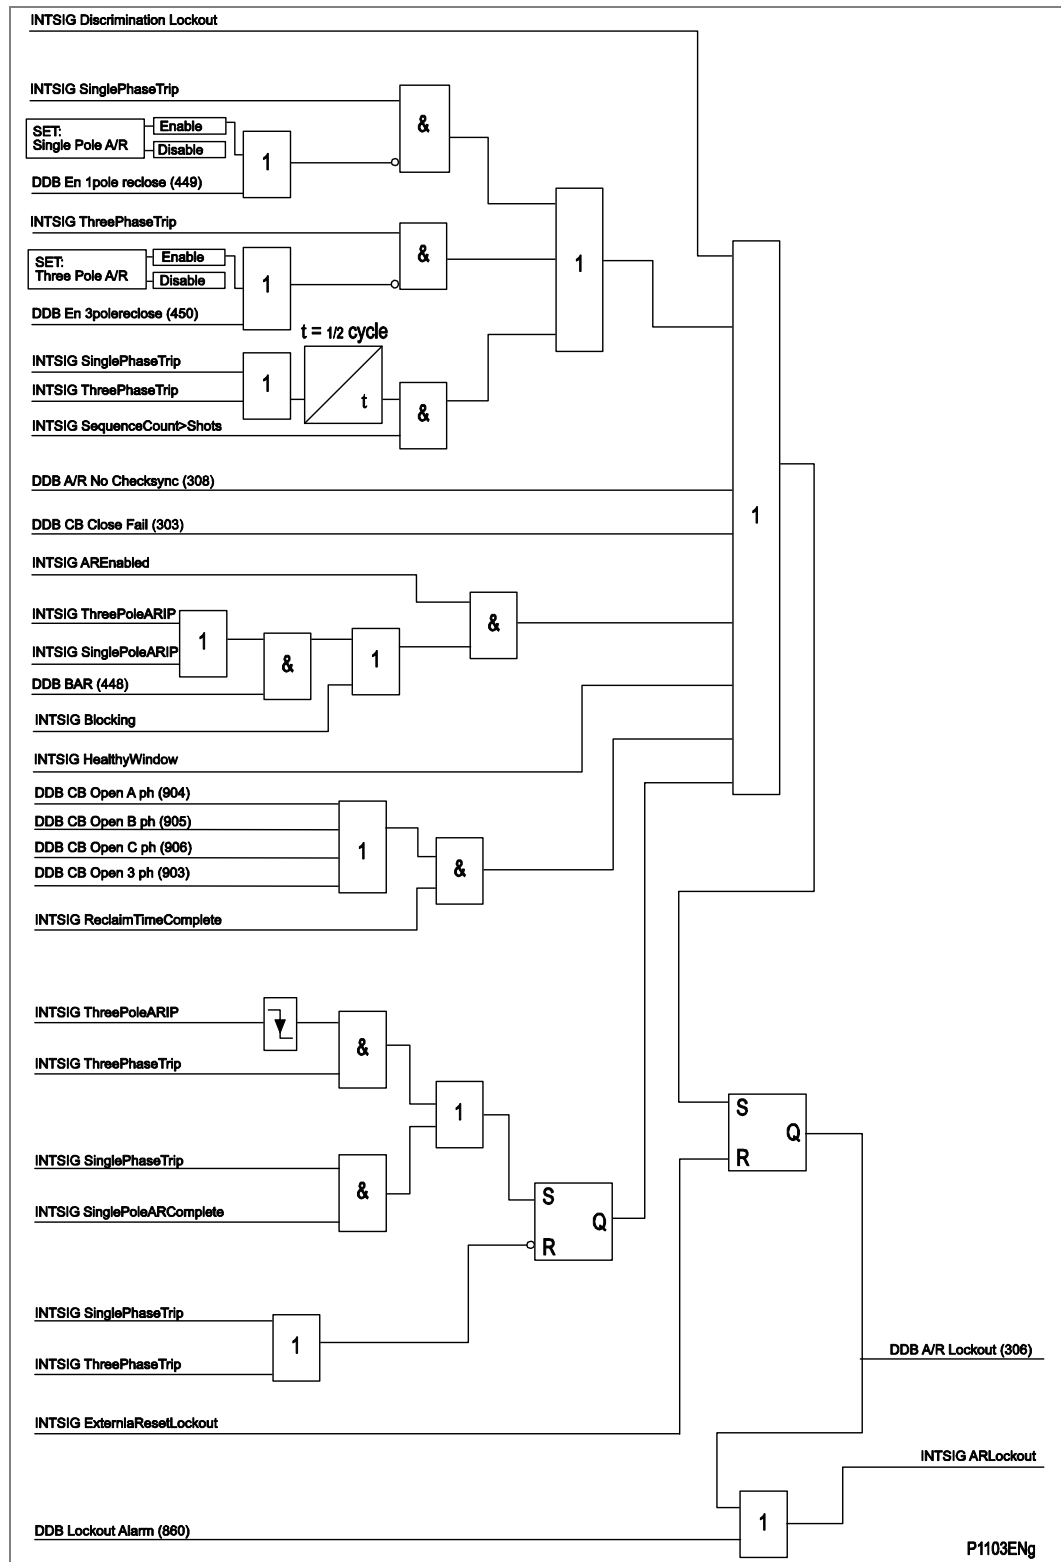 INTSIG Discrimination Lockout
INTSIG SinglePhaseTrip
&
SET:
Single Pole A/R
Enable
Disable
1
DDB En 1pole reclose (449)
INTSIG ThreePhaseTrip
&
1
SET:
Three Pole A/R
Enable
Disable
1
DDB En 3polereclose (450)
t = 1/2 cycle
INTSIG SinglePhaseTrip
1
t
INTSIG ThreePhaseTrip
&
INTSIG SequenceCount>Shots
DDB A/R No Checksync (308)
1
DDB CB Close Fail (303)
INTSIG AREnabled
INTSIG ThreePoleARIP
&
1
INTSIG SinglePoleARIP
&
1
DDB BAR (448)
INTSIG Blocking
INTSIG HealthyWindow
DDB CB Open A ph (904)
DDB CB Open B ph (905)
DDB CB Open C ph (906)
1
DDB CB Open 3 ph (903)
&
INTSIG ReclaimTimeComplete
INTSIG ThreePoleARIP
&
INTSIG ThreePhaseTrip
1
S
Q
R
INTSIG SinglePhaseTrip
&
INTSIG SinglePoleARComplete
S
Q
R
INTSIG SinglePhaseTrip
1
INTSIG ThreePhaseTrip
DDB A/R Lockout (306)
INTSIG ExternlaResetLockout
INTSIG ARLockout
DDB Lockout Alarm (860)
1
P1103ENg